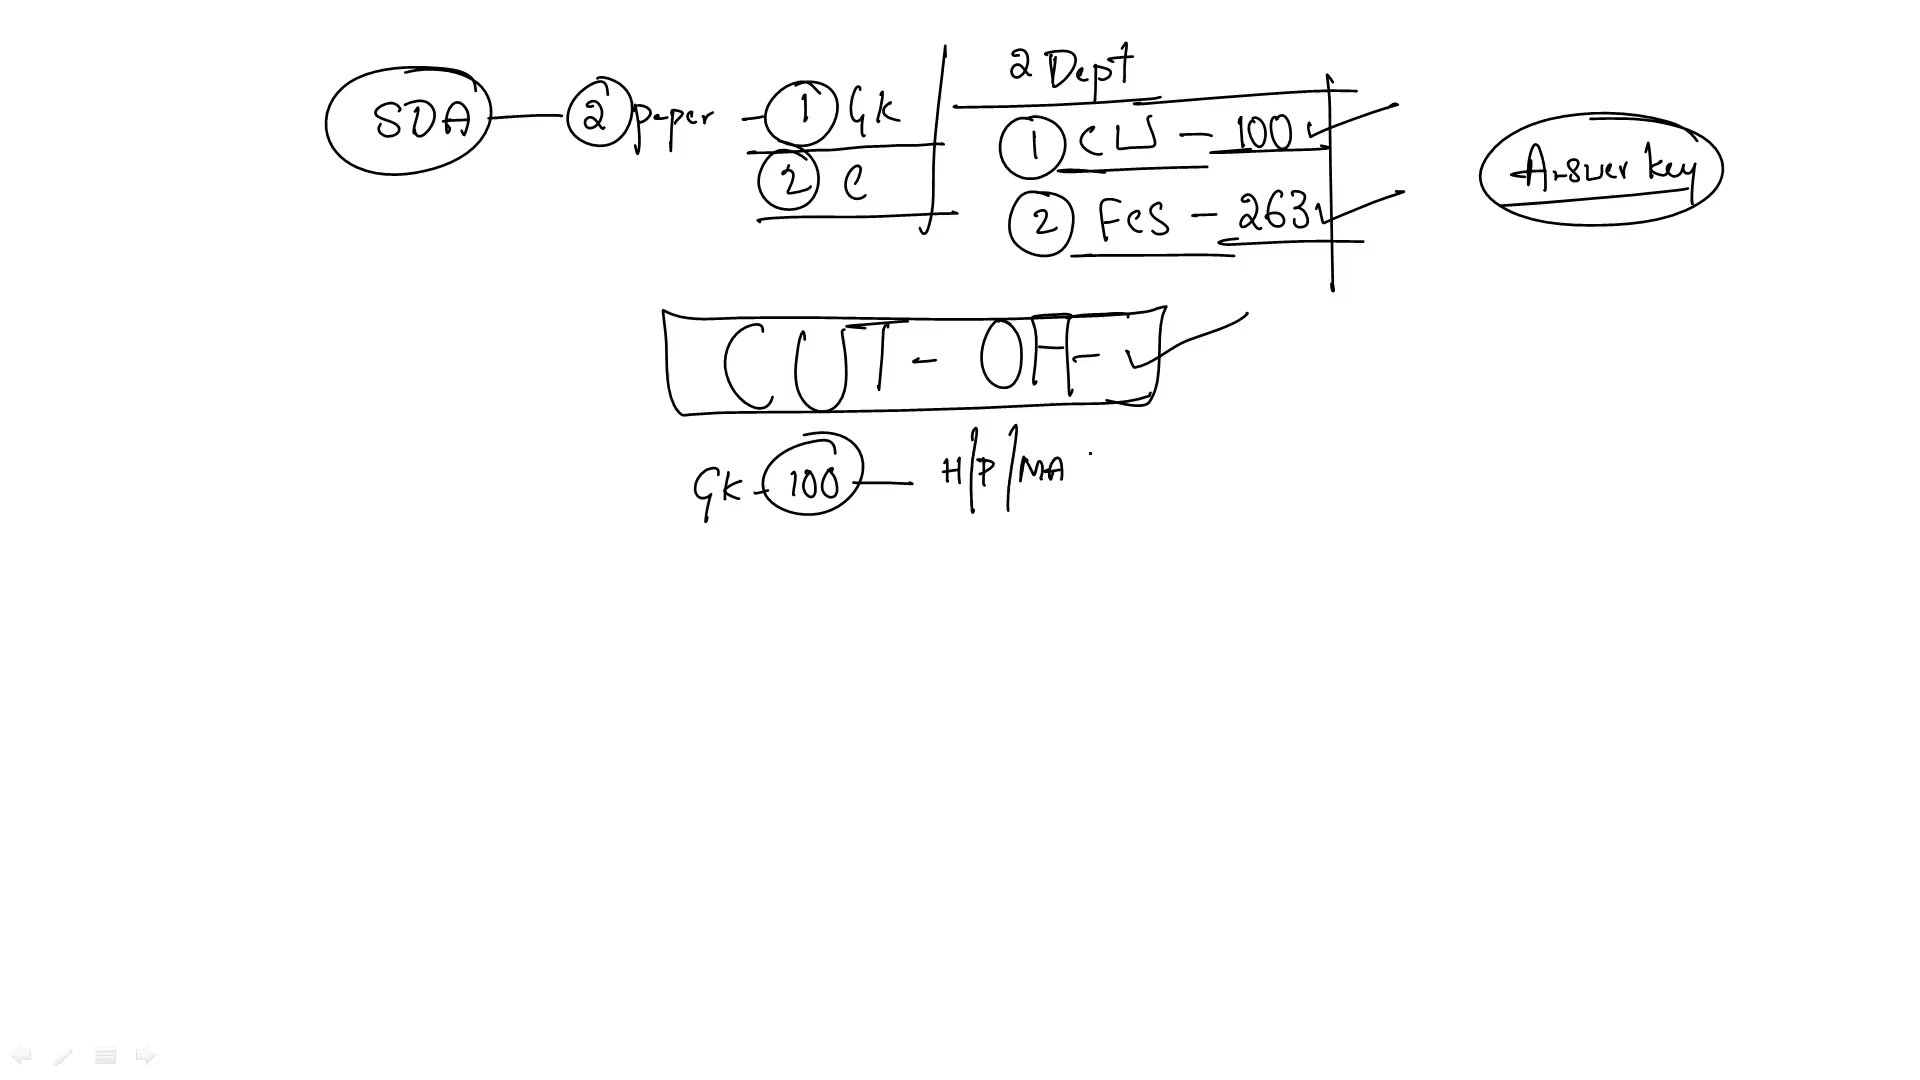 SDA — 2 paper - 1 GK
2 C
2 Dept
1 CW - 100
2 FCS - 263
Answer key
CUT - OFF -
GK - 100 — H/P/MA